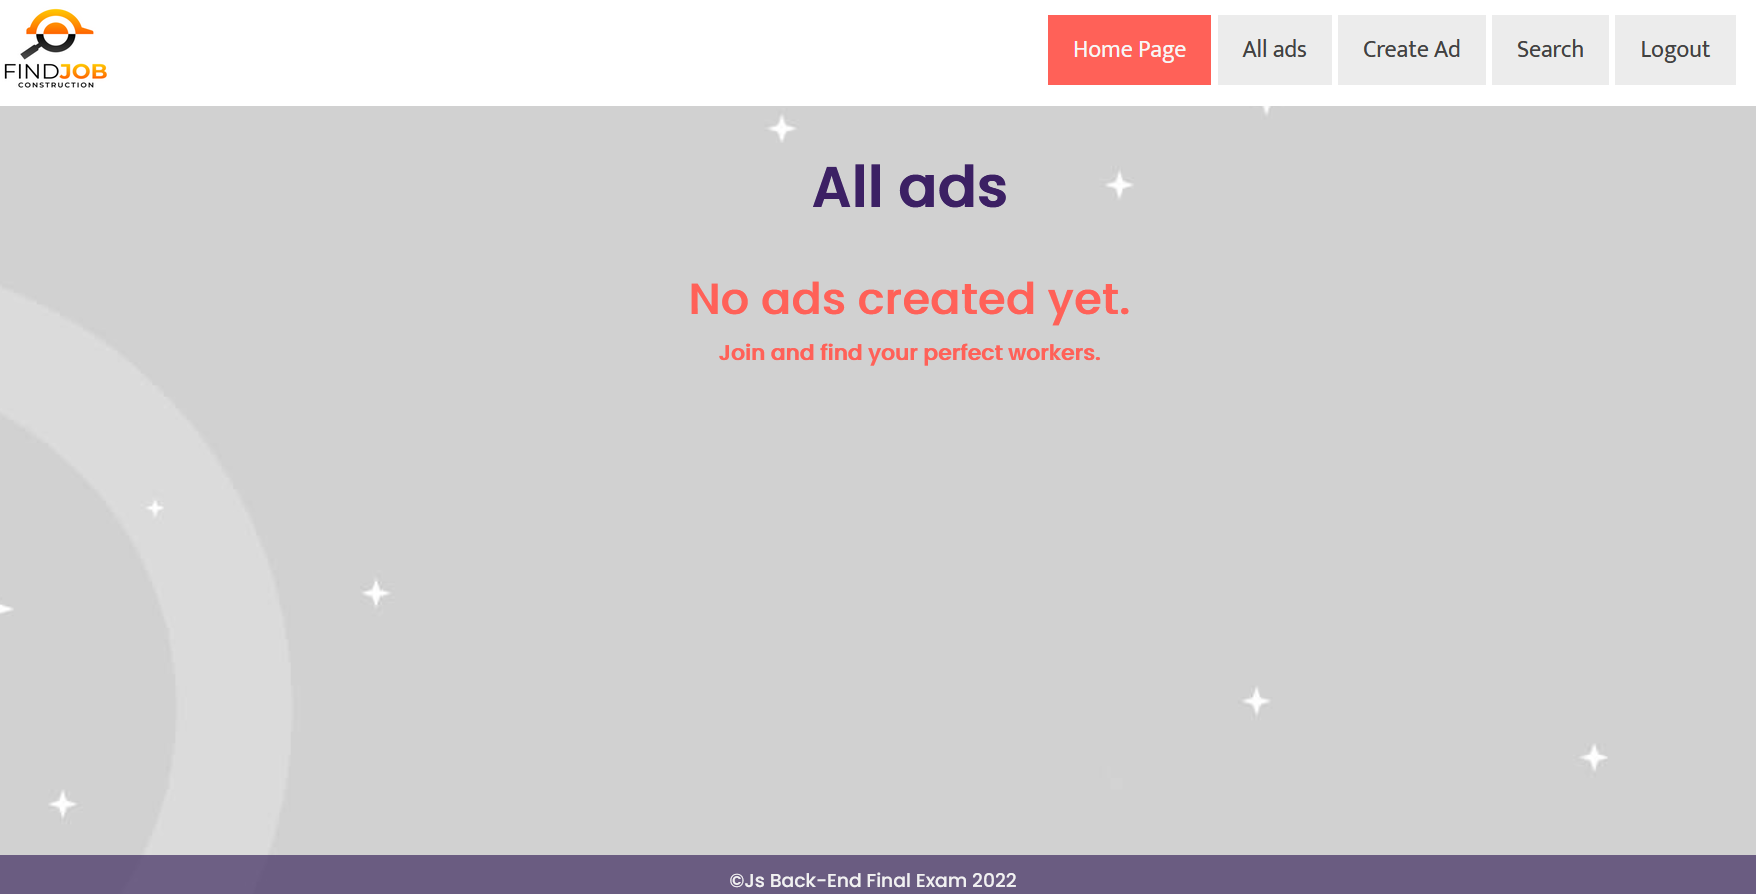 FINDJOB
CONSTRUCTION
Home Page All ads Create Ad Search Logout
All ads
No ads created yet.
Join and find your perfect workers.
©Js Back-End Final Exam 2022